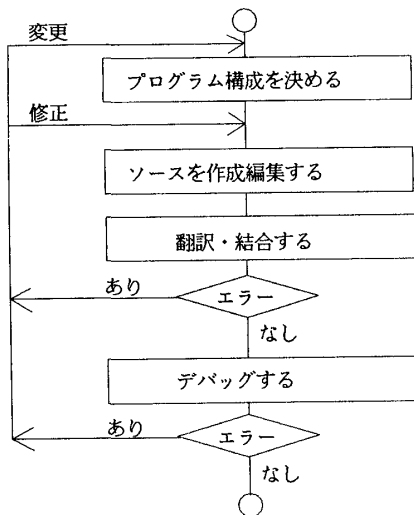 変更
プログラム構成を決める
修正
ソースを作成編集する
翻訳・結合する
あり
エラー
なし
デバッグする
あり
エラー
なし